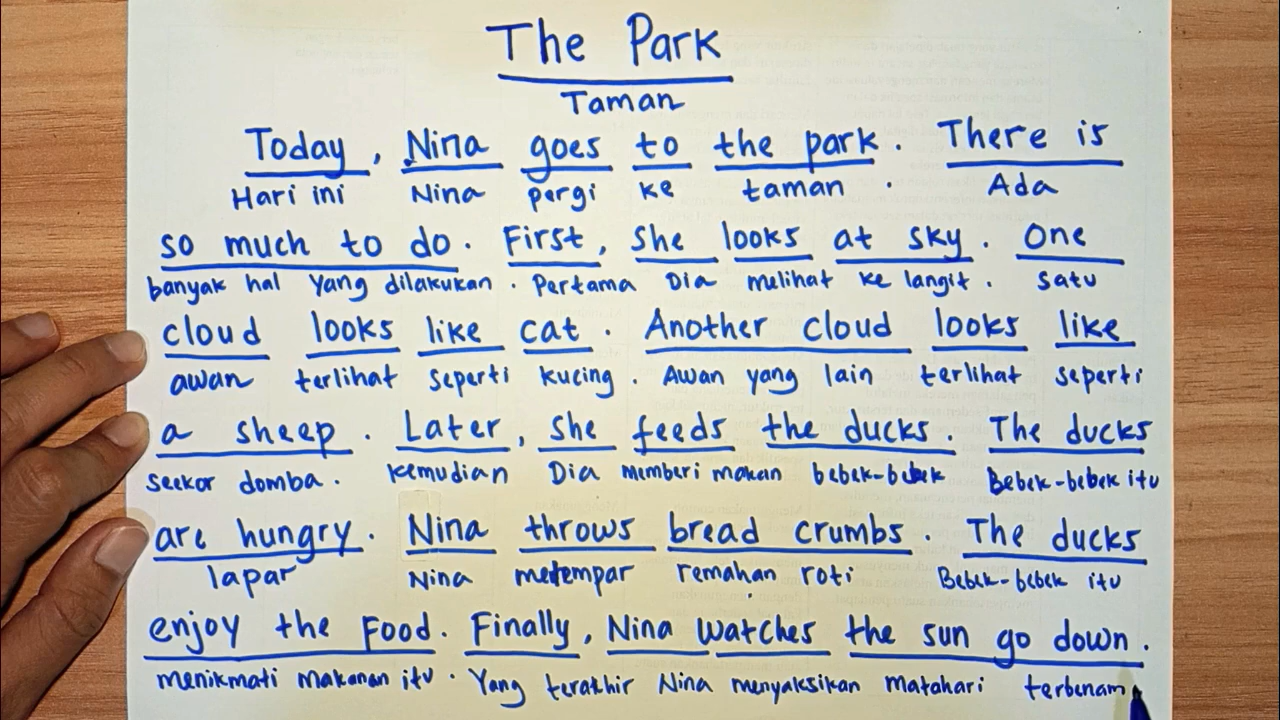 The Park
Taman
Today, Nina goes to the park. There is
Hari ini Nina pergi ke taman. Ada
so much to do. First, she looks at sky. One
banyak hal yang dilakukan. Pertama Dia melihat ke langit. satu
cloud looks like cat. Another cloud looks like
awan terlihat seperti kucing. Awan yang lain terlihat seperti
a sheep. Later, she feeds the ducks. The ducks
seekor domba. kemudian Dia memberi makan bebek-bebek Bebek-bebek itu
are hungry. Nina throws bread crumbs. The ducks
lapar Nina melempar remahan roti Bebek-bebek itu
enjoy the food. Finally, Nina watches the sun go down.
menikmati makanan itu. Yang terakhir Nina menyaksikan matahari terbenam